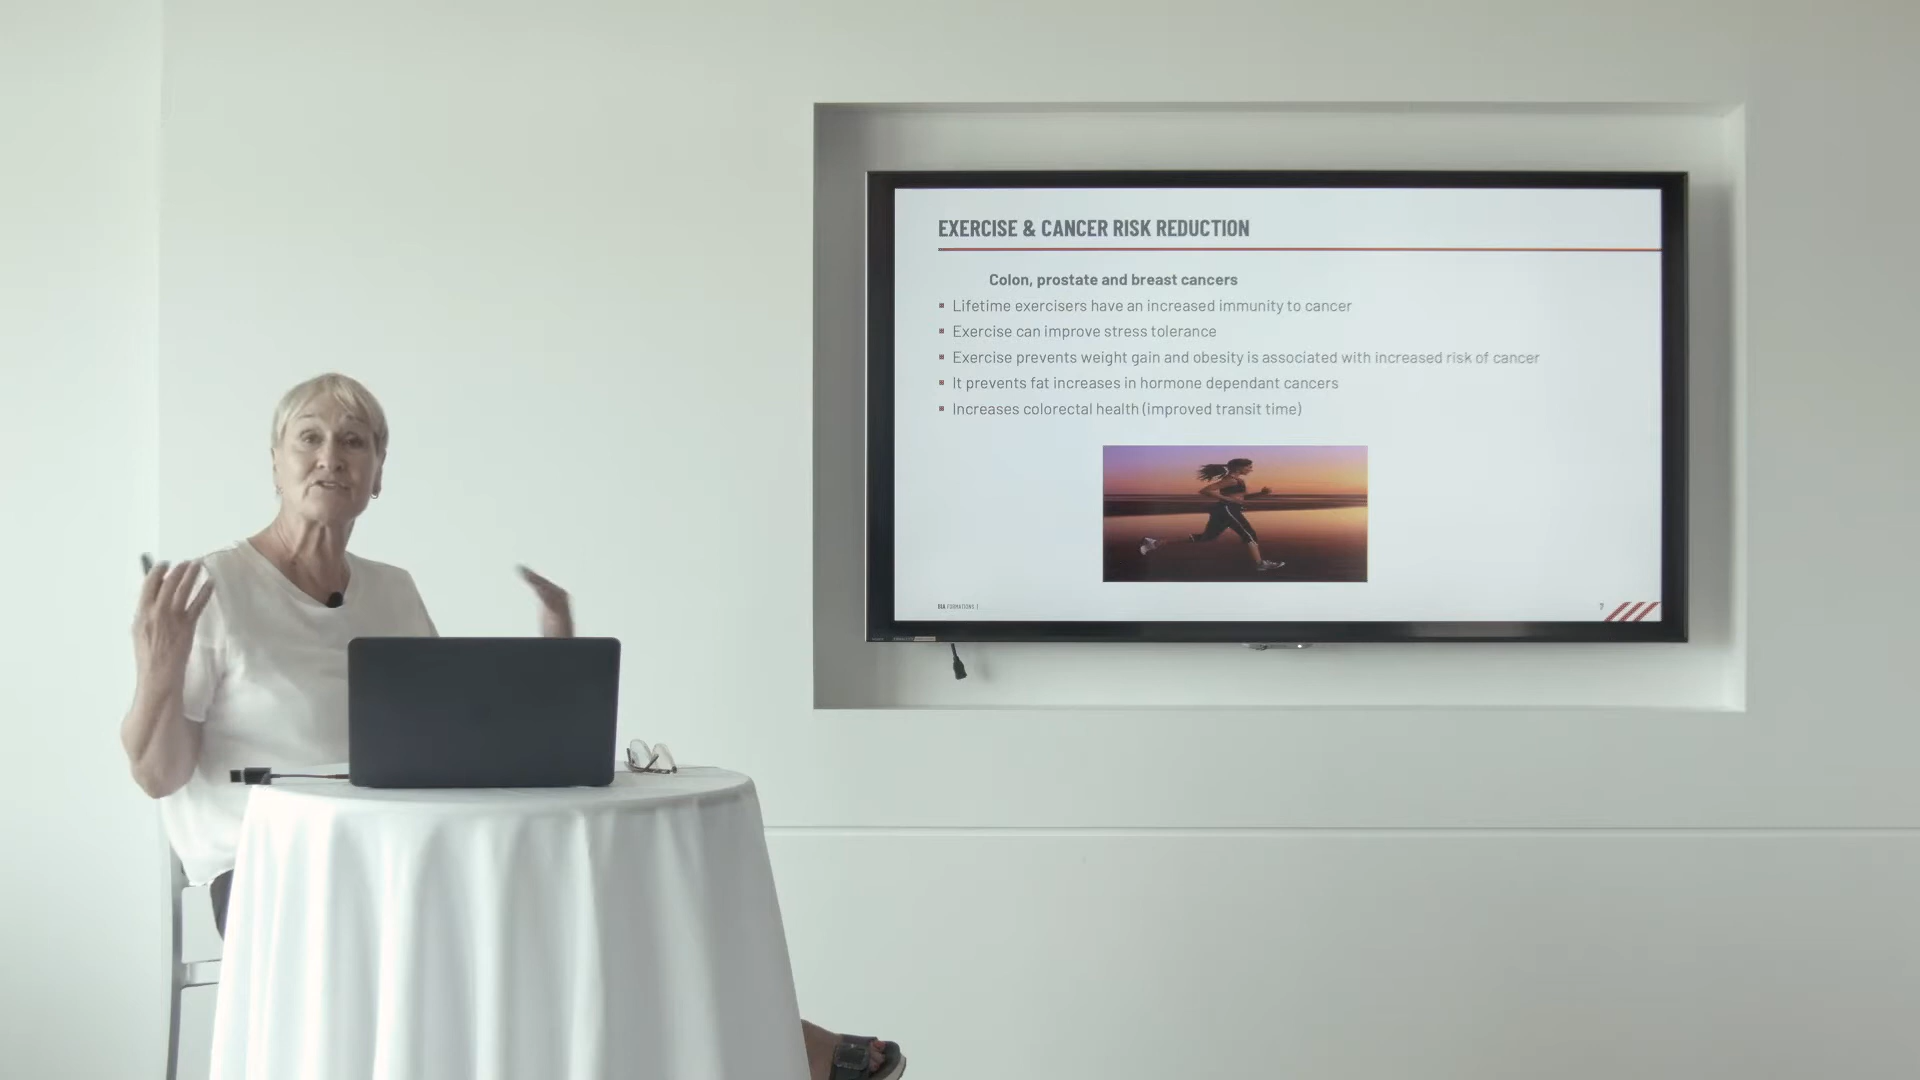 EXERCISE & CANCER RISK REDUCTION
Colon, prostate and breast cancers
Lifetime exercisers have an increased immunity to cancer
Exercise can improve stress tolerance
Exercise prevents weight gain and obesity is associated with increased risk of cancer
It prevents fat increases in hormone dependant cancers
Increases colorectal health (improved transit time)
FORMATIONS |